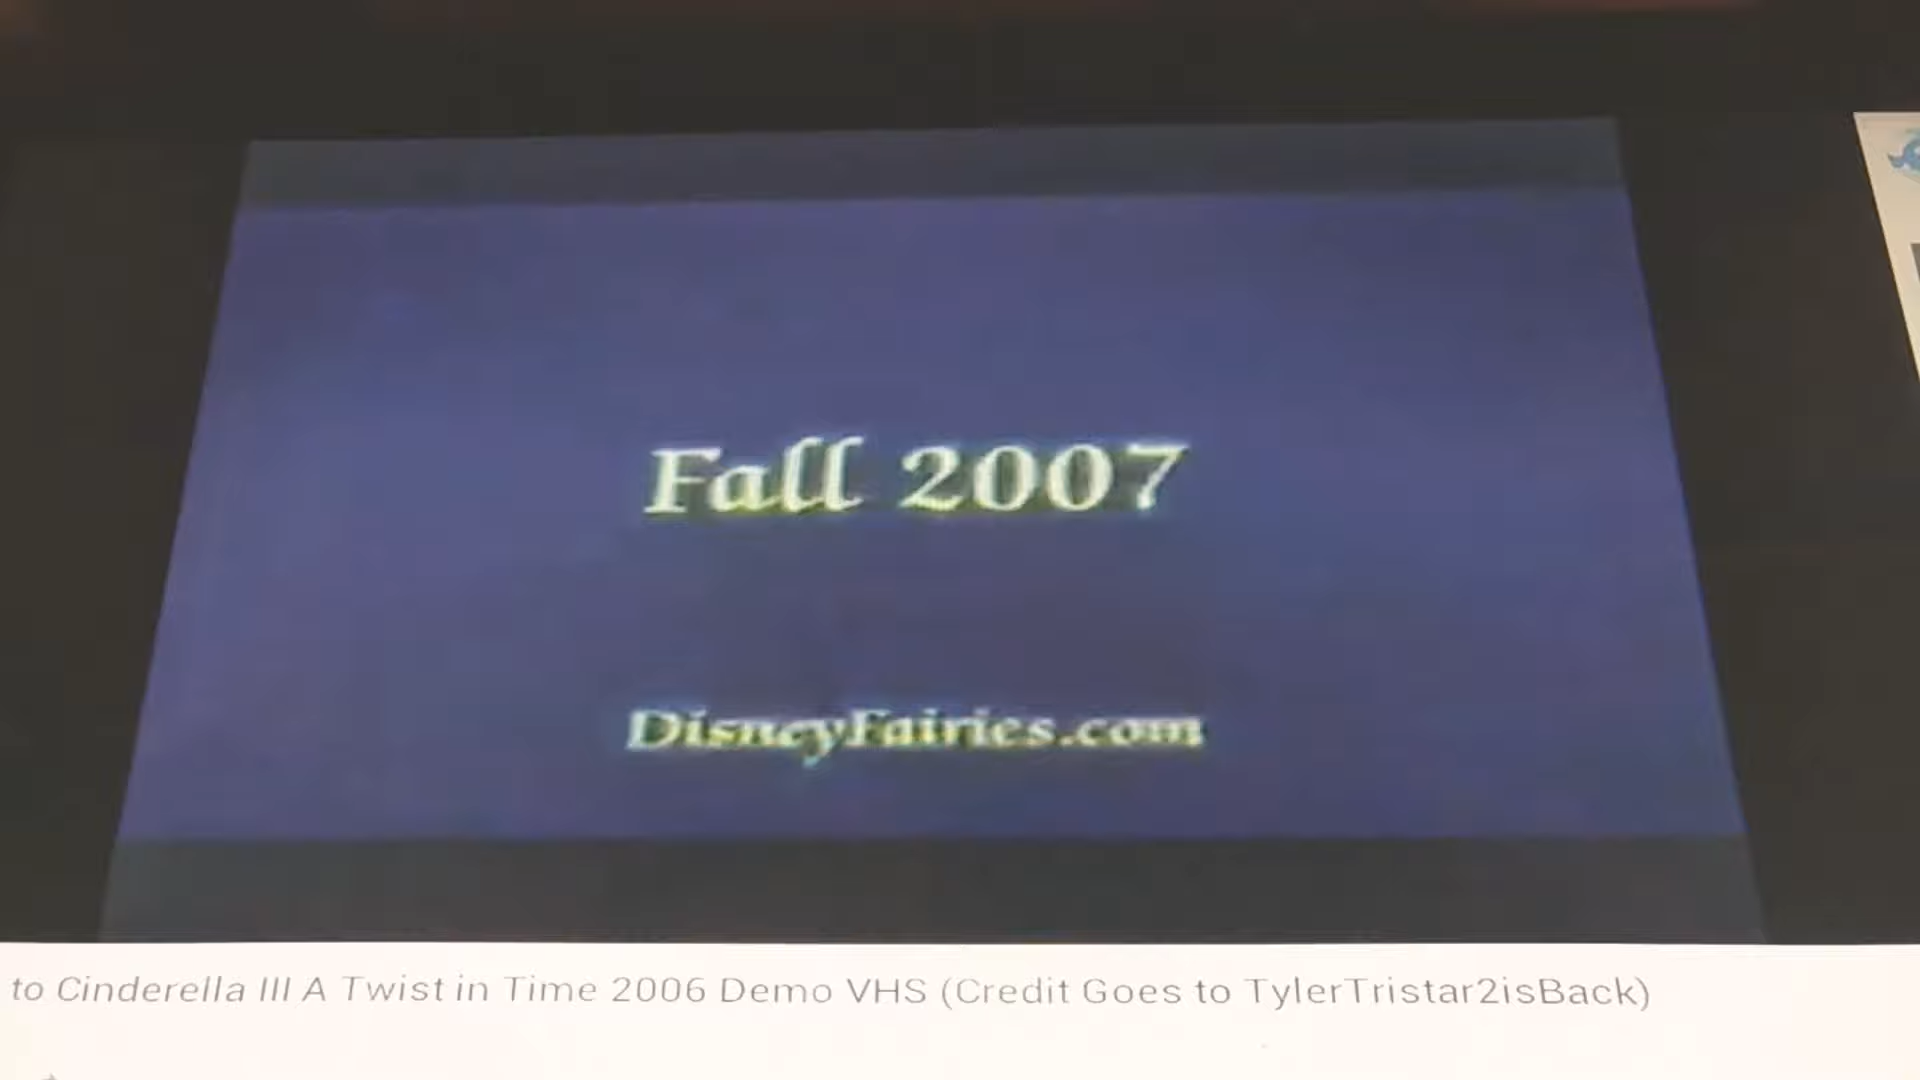 Fall 2007
DisneyFairies.com
to Cinderella III A Twist in Time 2006 Demo VHS (Credit Goes to TylerTristar2isBack)